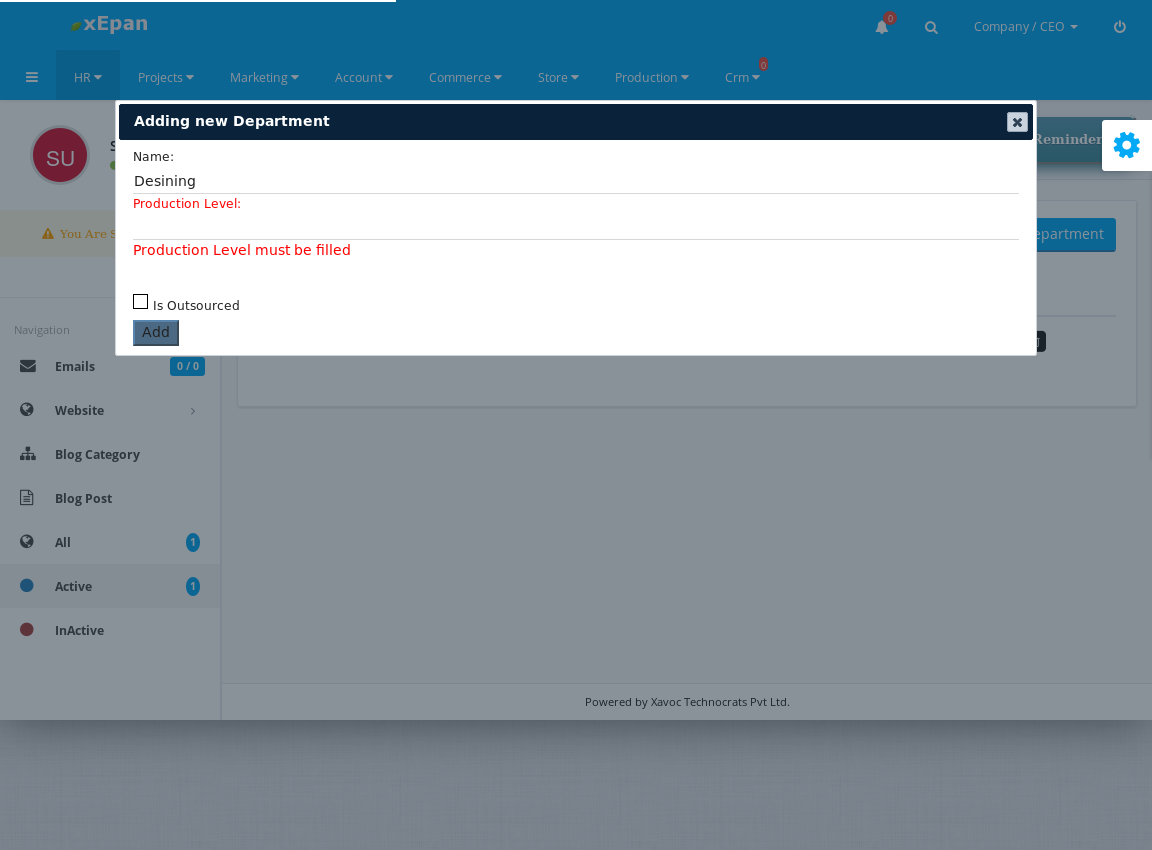 xEpan
0
Company / CEO
HR
Projects
Marketing
Account
Commerce
Store
Production
Crm
0
Adding new Department
Name:
Desining
Production Level:
Production Level must be filled
Is Outsourced
Add
SU
S
Reminder
You Are S
epartment
Navigation
Emails
0 / 0
Website
Blog Category
Blog Post
All
1
Active
1
InActive
Powered by Xavoc Technocrats Pvt Ltd.